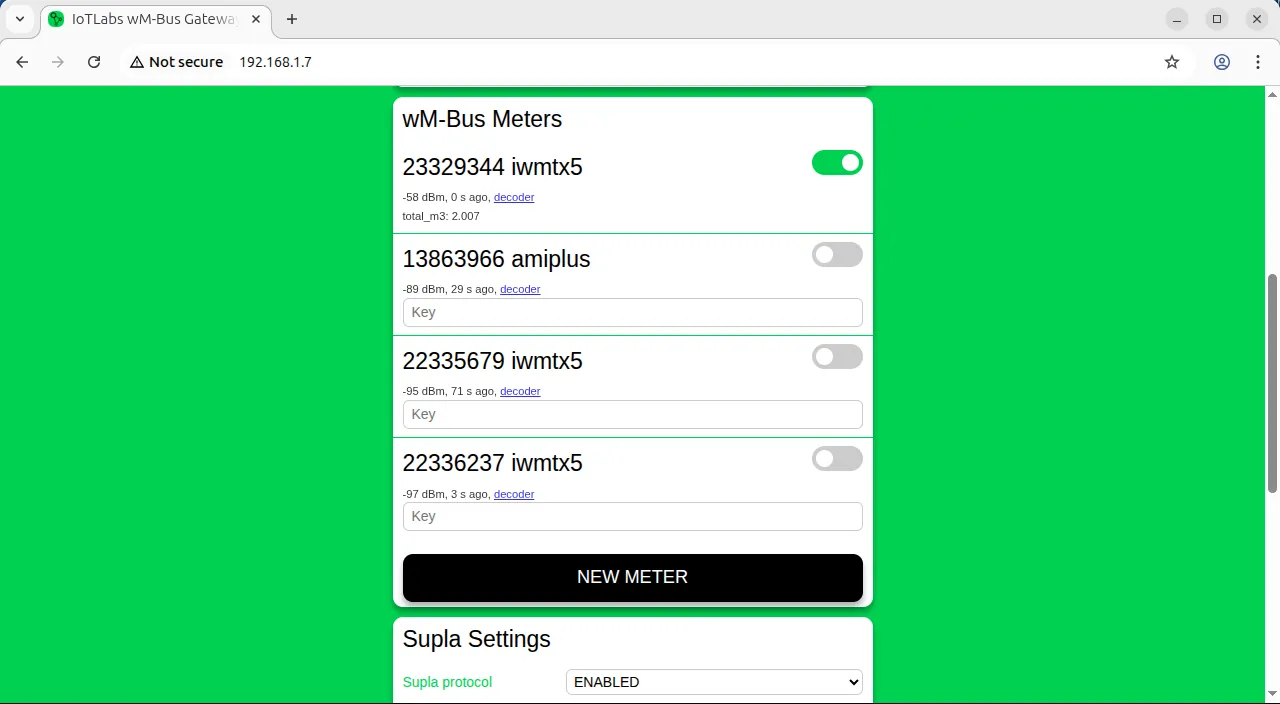 IoTLabs wM-Bus Gatewa
Not secure 192.168.1.7
wM-Bus Meters
23329344 iwmtx5
-58 dBm, 0 s ago, decoder
total_m3: 2.007
13863966 amiplus
-89 dBm, 29 s ago, decoder
Key
22335679 iwmtx5
-95 dBm, 71 s ago, decoder
Key
22336237 iwmtx5
-97 dBm, 3 s ago, decoder
Key
NEW METER
Supla Settings
Supla protocol ENABLED